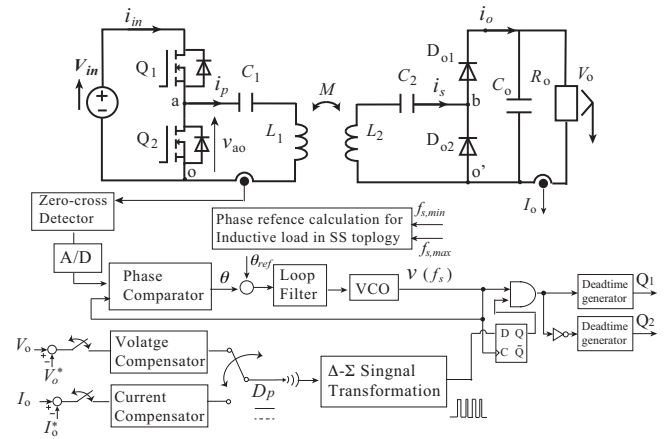 i_in
i_o
V_in
Q_1
i_p
C_1
M
C_2
i_s
D_o1
C_o
R_o
V_o
a
b
L_1
L_2
Q_2
v_ao
D_o2
o
o'
I_o
Zero-cross
Detector
Phase refence calculation for
Inductive load in SS toplogy
f_s,min
f_s,max
A/D
Phase
Comparator
θ
θ_ref
Loop
Filter
VCO
v (f_s)
Deadtime
generator
Q_1
Deadtime
generator
Q_2
D Q
C Q̄
V_o
+
−
V_o^*
Volatge
Compensator
D_p
Δ-Σ Singnal
Transformation
I_o
+
−
I_o^*
Current
Compensator